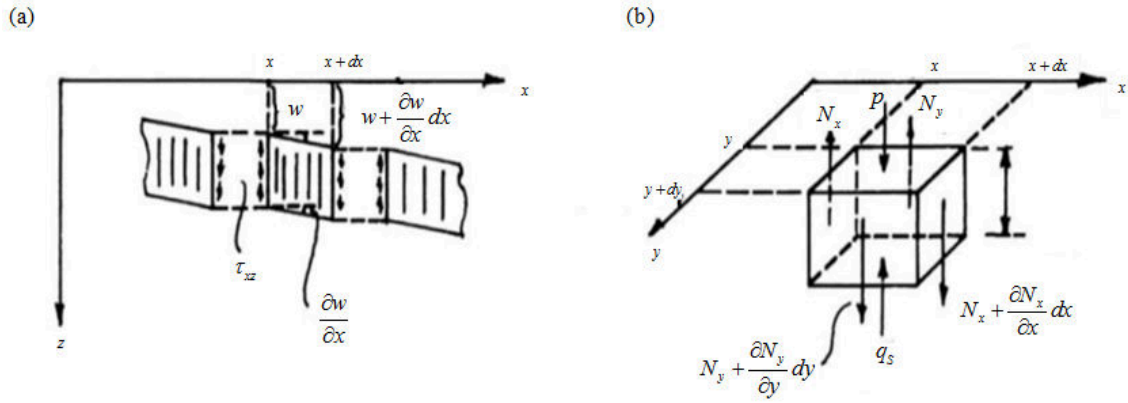 (a)
x
x + dx
x
w
w + ∂w/∂x dx
τxz
∂w/∂x
z
(b)
x
x + dx
x
p
Nx
Ny
y
y + dy
y
Nx + ∂Nx/∂x dx
qS
Ny + ∂Ny/∂y dy